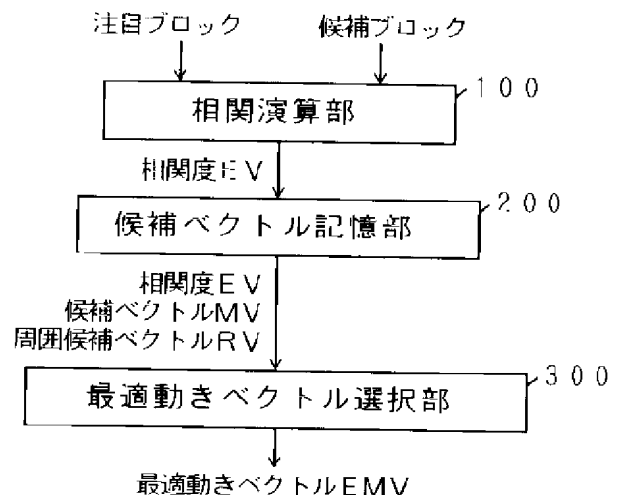 注目ブロック 候補ブロック
100
相関演算部
相関度EV
200
候補ベクトル記憶部
相関度EV
候補ベクトルMV
周囲候補ベクトルRV
300
最適動きベクトル選択部
最適動きベクトルEMV